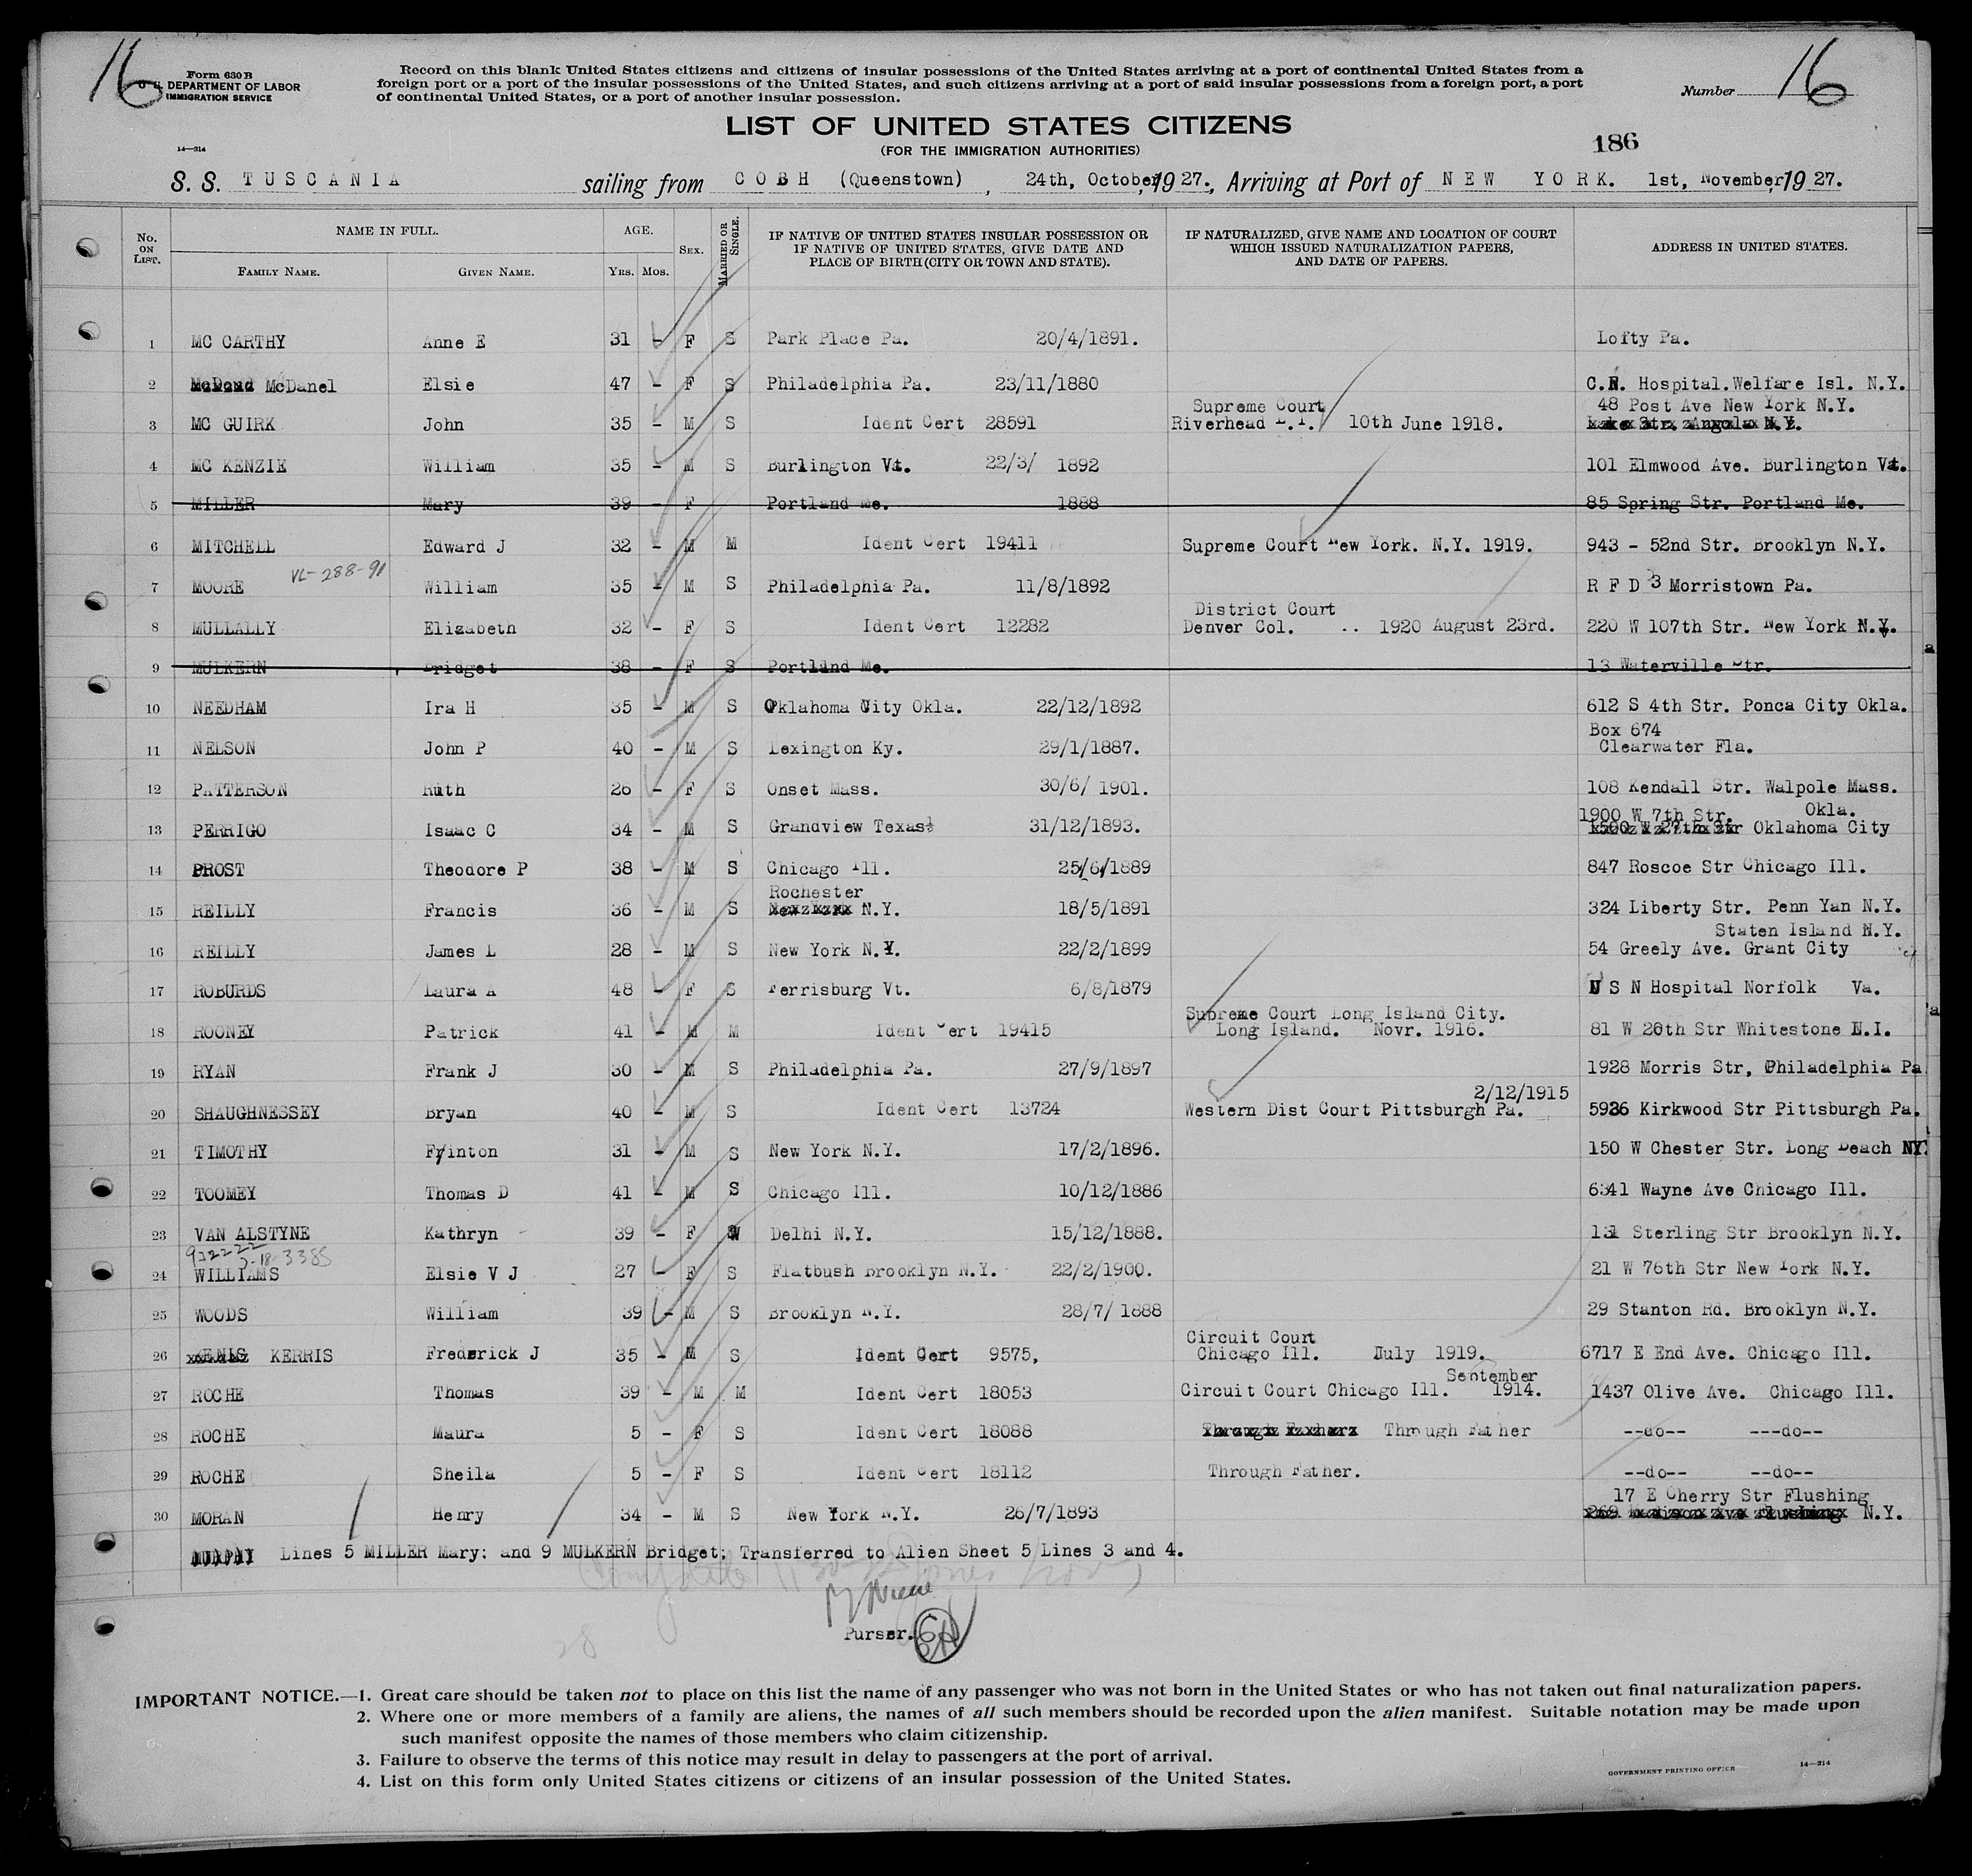 16
Form 630 B
U.S. DEPARTMENT OF LABOR
IMMIGRATION SERVICE
Record on this blank United States citizens and citizens of insular possessions of the United States arriving at a port of continental United States from a
foreign port or a port of the insular possessions of the United States, and such citizens arriving at a port of said insular possessions from a foreign port, a port
of continental United States, or a port of another insular possession.
Number 16
LIST OF UNITED STATES CITIZENS
(FOR THE IMMIGRATION AUTHORITIES)
186
14—214
S. S. TUSCANIA sailing from COBH (Queenstown), 24th, October, 1927., Arriving at Port of NEW YORK. 1st, November, 1927.
No. ON LIST. NAME IN FULL. AGE. SEX. MARRIED OR SINGLE. IF NATIVE OF UNITED STATES INSULAR POSSESSION OR IF NATIVE OF UNITED STATES, GIVE DATE AND PLACE OF BIRTH (CITY OR TOWN AND STATE). IF NATURALIZED, GIVE NAME AND LOCATION OF COURT WHICH ISSUED NATURALIZATION PAPERS, AND DATE OF PAPERS. ADDRESS IN UNITED STATES.
FAMILY NAME. GIVEN NAME. YRS. MOS.
1 MC CARTHY Anne E 31 - F S Park Place Pa. 20/4/1891. Lofty Pa.
2 McDanel Elsie 47 - F S Philadelphia Pa. 23/11/1880 C.N. Hospital.Welfare Isl. N.Y.
Supreme Court 48 Post Ave New York N.Y.
3 MC GUIRK John 35 - M S Ident Cert 28591 Riverhead L.I. 10th June 1918.
4 MC KENZIE William 35 - M S Burlington Vt. 22/3/ 1892 101 Elmwood Ave. Burlington Vt.
5 MILLER Mary 39 - F Portland Me. 1888 85 Spring Str. Portland Me.
6 MITCHELL Edward J 32 - M M Ident Cert 19411 Supreme Court New York. N.Y. 1919. 943 - 52nd Str. Brooklyn N.Y.
VL-288-91
7 MOORE William 35 - M S Philadelphia Pa. 11/8/1892 R F D 3 Morristown Pa.
District Court
8 MULLALLY Elizabeth 32 - F S Ident Cert 12282 Denver Col. .. 1920 August 23rd. 220 W 107th Str. New York N.Y.
9 MULKERN Bridget 38 - F S Portland Me. 13 Waterville Str.
10 NEEDHAM Ira H 35 - M S Oklahoma City Okla. 22/12/1892 612 S 4th Str. Ponca City Okla.
Box 674
11 NELSON John P 40 - M S Lexington Ky. 29/1/1887. Clearwater Fla.
12 PATTERSON Ruth 26 - F S Onset Mass. 30/6/ 1901. 108 Kendall Str. Walpole Mass.
1900 W 7th Str. Okla.
13 PERRIGO Isaac C 34 - M S Grandview Texas 31/12/1893. Oklahoma City
14 PROST Theodore P 38 - M S Chicago Ill. 25/6/1889 847 Roscoe Str Chicago Ill.
Rochester
15 REILLY Francis 36 - M S N.Y. 18/5/1891 324 Liberty Str. Penn Yan N.Y.
Staten Island N.Y.
16 REILLY James L 28 - M S New York N.Y. 22/2/1899 54 Greely Ave. Grant City
17 ROBURDS Laura A 48 - F S Ferrisburg Vt. 6/8/1879 U S N Hospital Norfolk Va.
Supreme Court Long Island City.
18 ROONEY Patrick 41 - M M Ident Cert 19415 Long Island. Novr. 1916. 81 W 20th Str Whitestone L.I.
19 RYAN Frank J 30 - M S Philadelphia Pa. 27/9/1897 1928 Morris Str, Philadelphia Pa
2/12/1915
20 SHAUGHNESSEY Bryan 40 - M S Ident Cert 13724 Western Dist Court Pittsburgh Pa. 5936 Kirkwood Str Pittsburgh Pa.
21 TIMOTHY Finton 31 - M S New York N.Y. 17/2/1896. 150 W Chester Str. Long Beach NY.
22 TOOMEY Thomas D 41 - M S Chicago Ill. 10/12/1886 6341 Wayne Ave Chicago Ill.
23 VAN ALSTYNE Kathryn 39 - F W Delhi N.Y. 15/12/1888. 131 Sterling Str Brooklyn N.Y.
24 WILLIAMS Elsie V J 27 - F S Flatbush Brooklyn N.Y. 22/2/1900. 21 W 76th Str New York N.Y.
25 WOODS William 39 - M S Brooklyn N.Y. 28/7/ 1888 29 Stanton Rd. Brooklyn N.Y.
Circuit Court
26 KERRIS Frederick J 35 - M S Ident Cert 9575, Chicago Ill. July 1919. 6717 E End Ave. Chicago Ill.
September
27 ROCHE Thomas 39 - M M Ident Cert 18053 Circuit Court Chicago Ill. 1914. 1437 Olive Ave. Chicago Ill.
28 ROCHE Maura 5 - F S Ident Cert 18088 Through Father --do-- ---do--
29 ROCHE Sheila 5 - F S Ident Cert 18112 Through Father. --do-- --do--
17 E Cherry Str Flushing
30 MORAN Henry 34 - M S New York N.Y. 26/7/1893 N.Y.
Lines 5 MILLER Mary: and 9 MULKERN Bridget; Transferred to Alien Sheet 5 Lines 3 and 4.
Purser.
28
IMPORTANT NOTICE.—1. Great care should be taken not to place on this list the name of any passenger who was not born in the United States or who has not taken out final naturalization papers.
2. Where one or more members of a family are aliens, the names of all such members should be recorded upon the alien manifest. Suitable notation may be made upon
such manifest opposite the names of those members who claim citizenship.
3. Failure to observe the terms of this notice may result in delay to passengers at the port of arrival.
4. List on this form only United States citizens or citizens of an insular possession of the United States.
GOVERNMENT PRINTING OFFICE 14—214